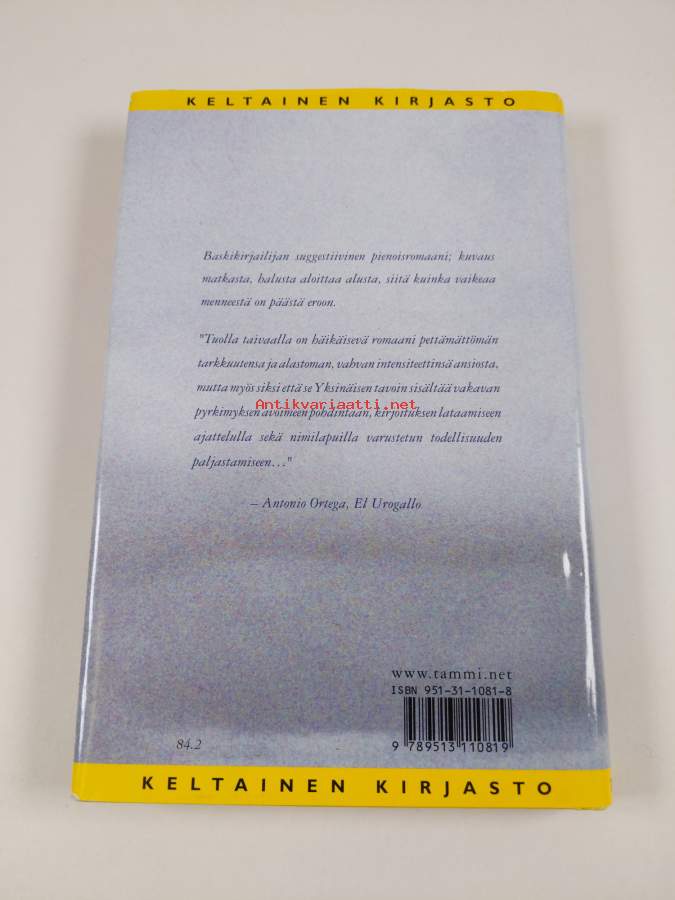 KELTAINEN KIRJASTO
Baskikirjailijan suggestiivinen pienoisromaani; kuvaus
matkasta, halusta aloittaa alusta, siitä kuinka vaikeaa
menneestä on päästä eroon.
"Tuolla taivaalla on häikäisevä romaani pettämättömän
tarkkuutensa ja alastoman, vahvan intensiteettinsä ansiosta,
mutta myös siksi että se Yksinäisen tavoin sisältää vakavan
Antikvariaatti.net
pyrkimyksen avoimeen pohdintaan, kirjoituksen lataamiseen
ajattelulla sekä nimilapuilla varustetun todellisuuden
paljastamiseen..."
– Antonio Ortega, El Urogallo
www.tammi.net
ISBN 951-31-1081-8
84.2
9 789513 110819
KELTAINEN KIRJASTO